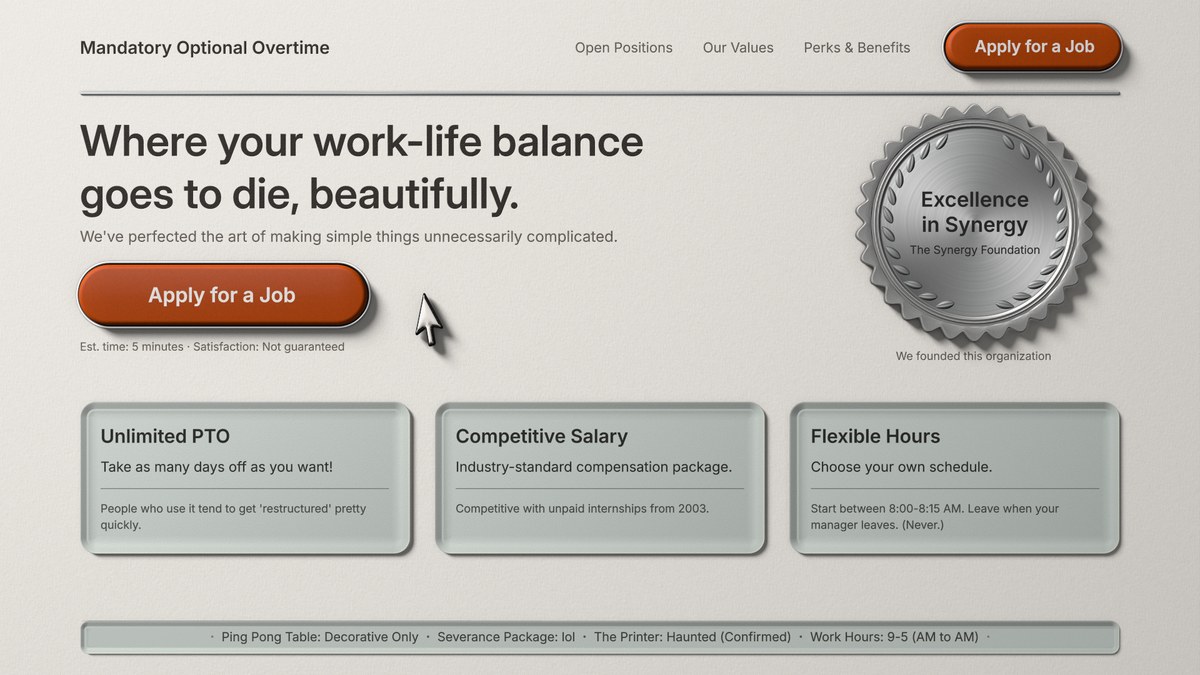 Mandatory Optional Overtime
Open Positions
Our Values
Perks & Benefits
Apply for a Job
Where your work-life balance
goes to die, beautifully.
We've perfected the art of making simple things unnecessarily complicated.
Apply for a Job
Est. time: 5 minutes · Satisfaction: Not guaranteed
Excellence
in Synergy
The Synergy Foundation
We founded this organization
Unlimited PTO
Take as many days off as you want!
People who use it tend to get 'restructured' pretty
quickly.
Competitive Salary
Industry-standard compensation package.
Competitive with unpaid internships from 2003.
Flexible Hours
Choose your own schedule.
Start between 8:00-8:15 AM. Leave when your
manager leaves. (Never.)
· Ping Pong Table: Decorative Only · Severance Package: lol · The Printer: Haunted (Confirmed) · Work Hours: 9-5 (AM to AM) ·